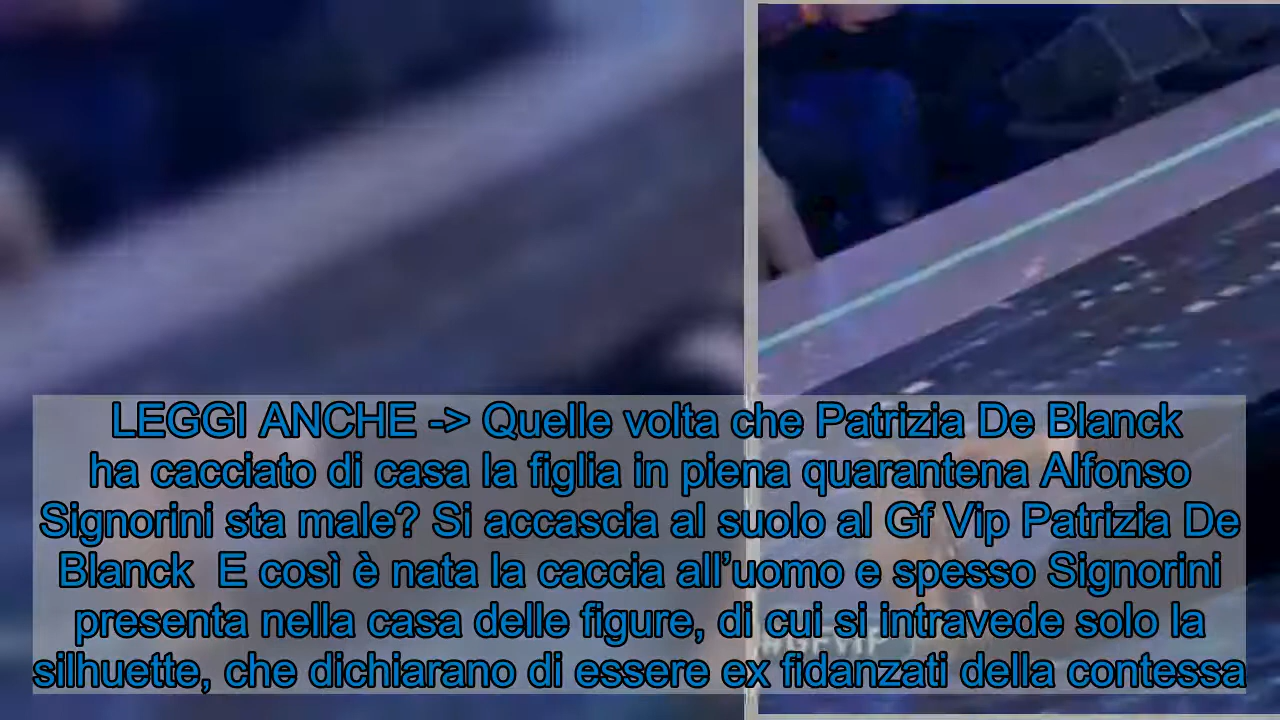 LEGGI ANCHE -> Quelle volta che Patrizia De Blanck
ha cacciato di casa la figlia in piena quarantena Alfonso
Signorini sta male? Si accascia al suolo al Gf Vip Patrizia De
Blanck  E così è nata la caccia all’uomo e spesso Signorini
presenta nella casa delle figure, di cui si intravede solo la
silhuette, che dichiarano di essere ex fidanzati della contessa
#GFVIP